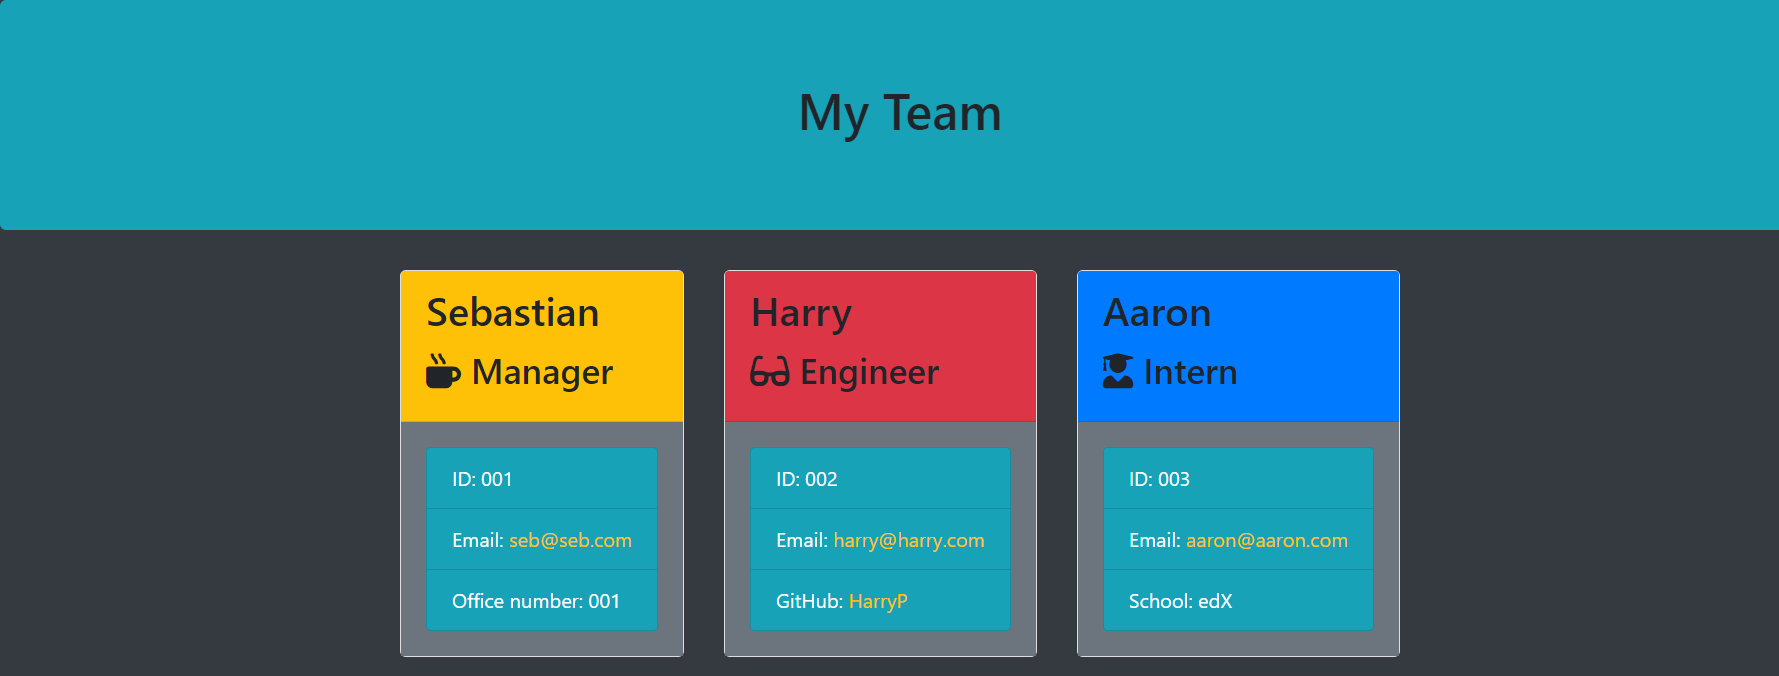 My Team
Sebastian
Manager
ID: 001
Email: seb@seb.com
Office number: 001
Harry
Engineer
ID: 002
Email: harry@harry.com
GitHub: HarryP
Aaron
Intern
ID: 003
Email: aaron@aaron.com
School: edX